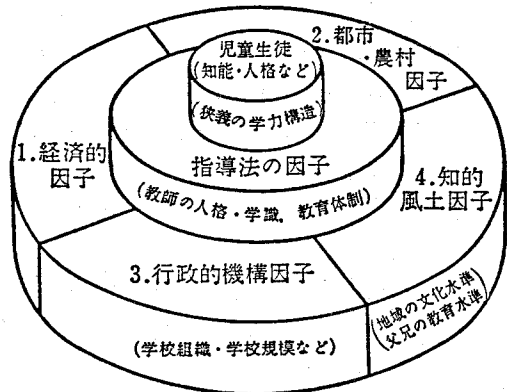 児童生徒
(知能・人格など)
(狭義の学力構造)
2.都市
・農村
因子
1.経済的
因子
指導法の因子
(教師の人格・学識,教育体制)
4.知的
風土因子
3.行政的機構因子
(学校組織・学校規模など)
(地域の文化水準
父兄の教育水準)